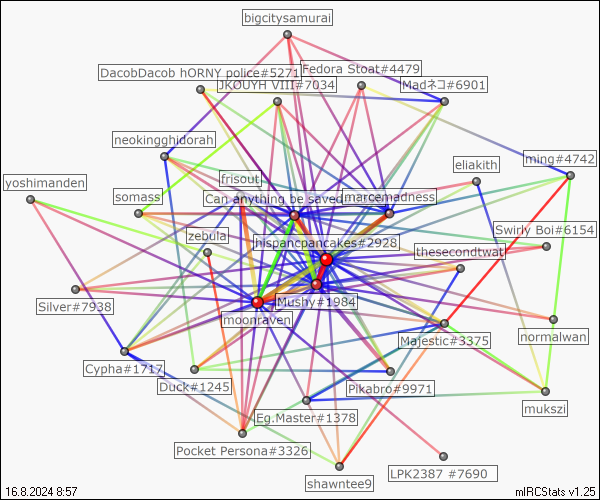 bigcitysamurai
Fedora Stoat#4479
DacobDacob hORNY police#5271
JKOUYH VIII#7034
Madネコ#6901
neokingghidorah
ming#4742
eliakith
frisout
yoshimanden
somass
Can anything be saved
marcemadness
Swirly Boi#6154
zebula
hispancpancakes#2928
thesecondtwat
Silver#7938
Mushy#1984
moonraven
normalwan
Majestic#3375
Cypha#1717
Duck#1245
Pikabro#9971
mukszi
Eg.Master#1378
Pocket Persona#3326
LPK2387 #7690
shawntee9
16.8.2024 8:57
mIRCStats v1.25